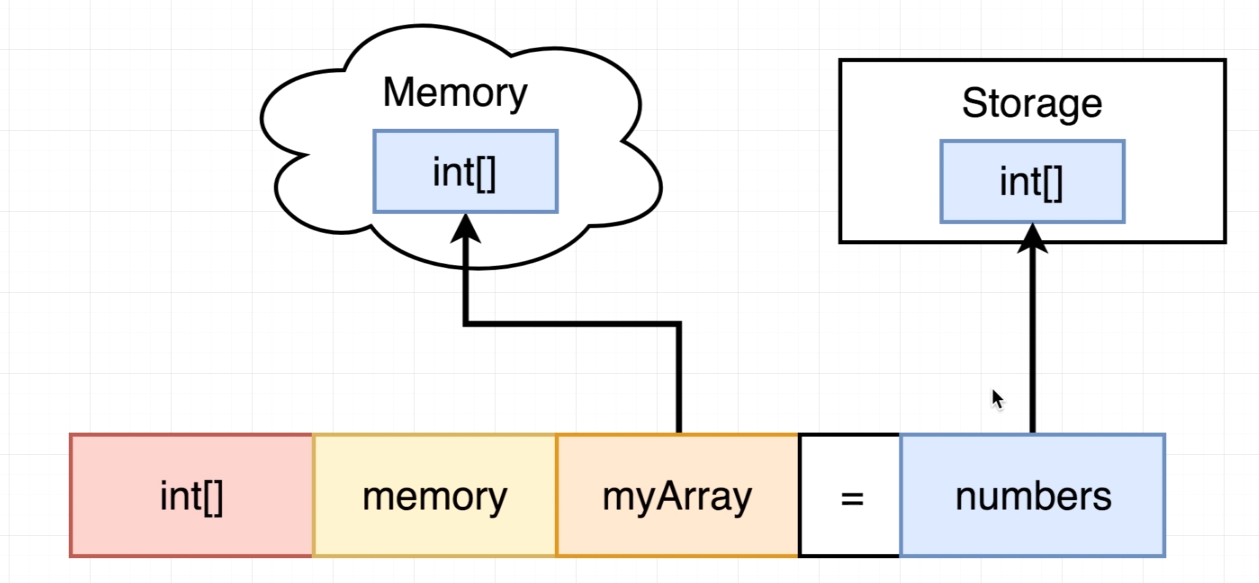 Memory
int[]
Storage
int[]
int[] memory myArray = numbers